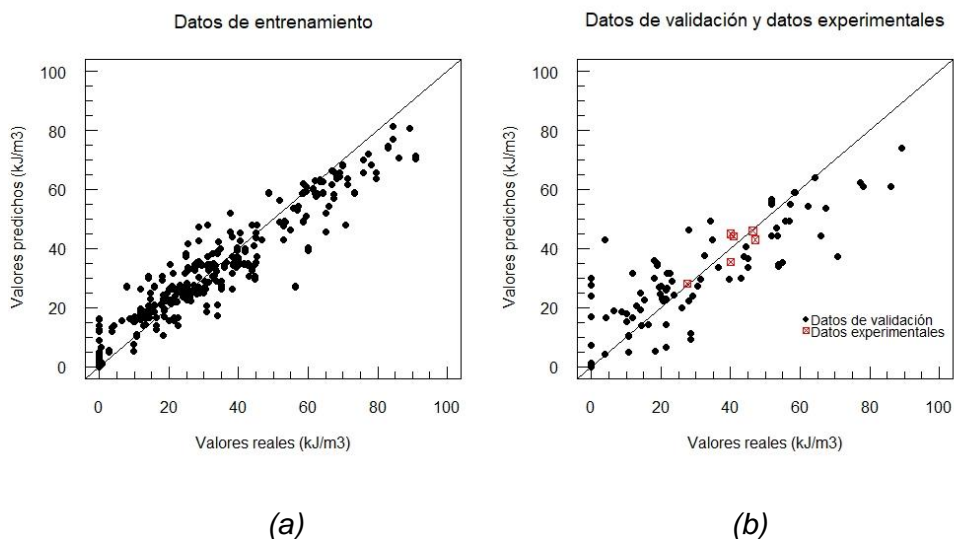 Datos de entrenamiento
Valores predichos (kJ/m3)
100
80
60
40
20
0
0 20 40 60 80 100
Valores reales (kJ/m3)
(a)
Datos de validación y datos experimentales
Valores predichos (kJ/m3)
100
80
60
40
20
0
Datos de validación
Datos experimentales
0 20 40 60 80 100
Valores reales (kJ/m3)
(b)